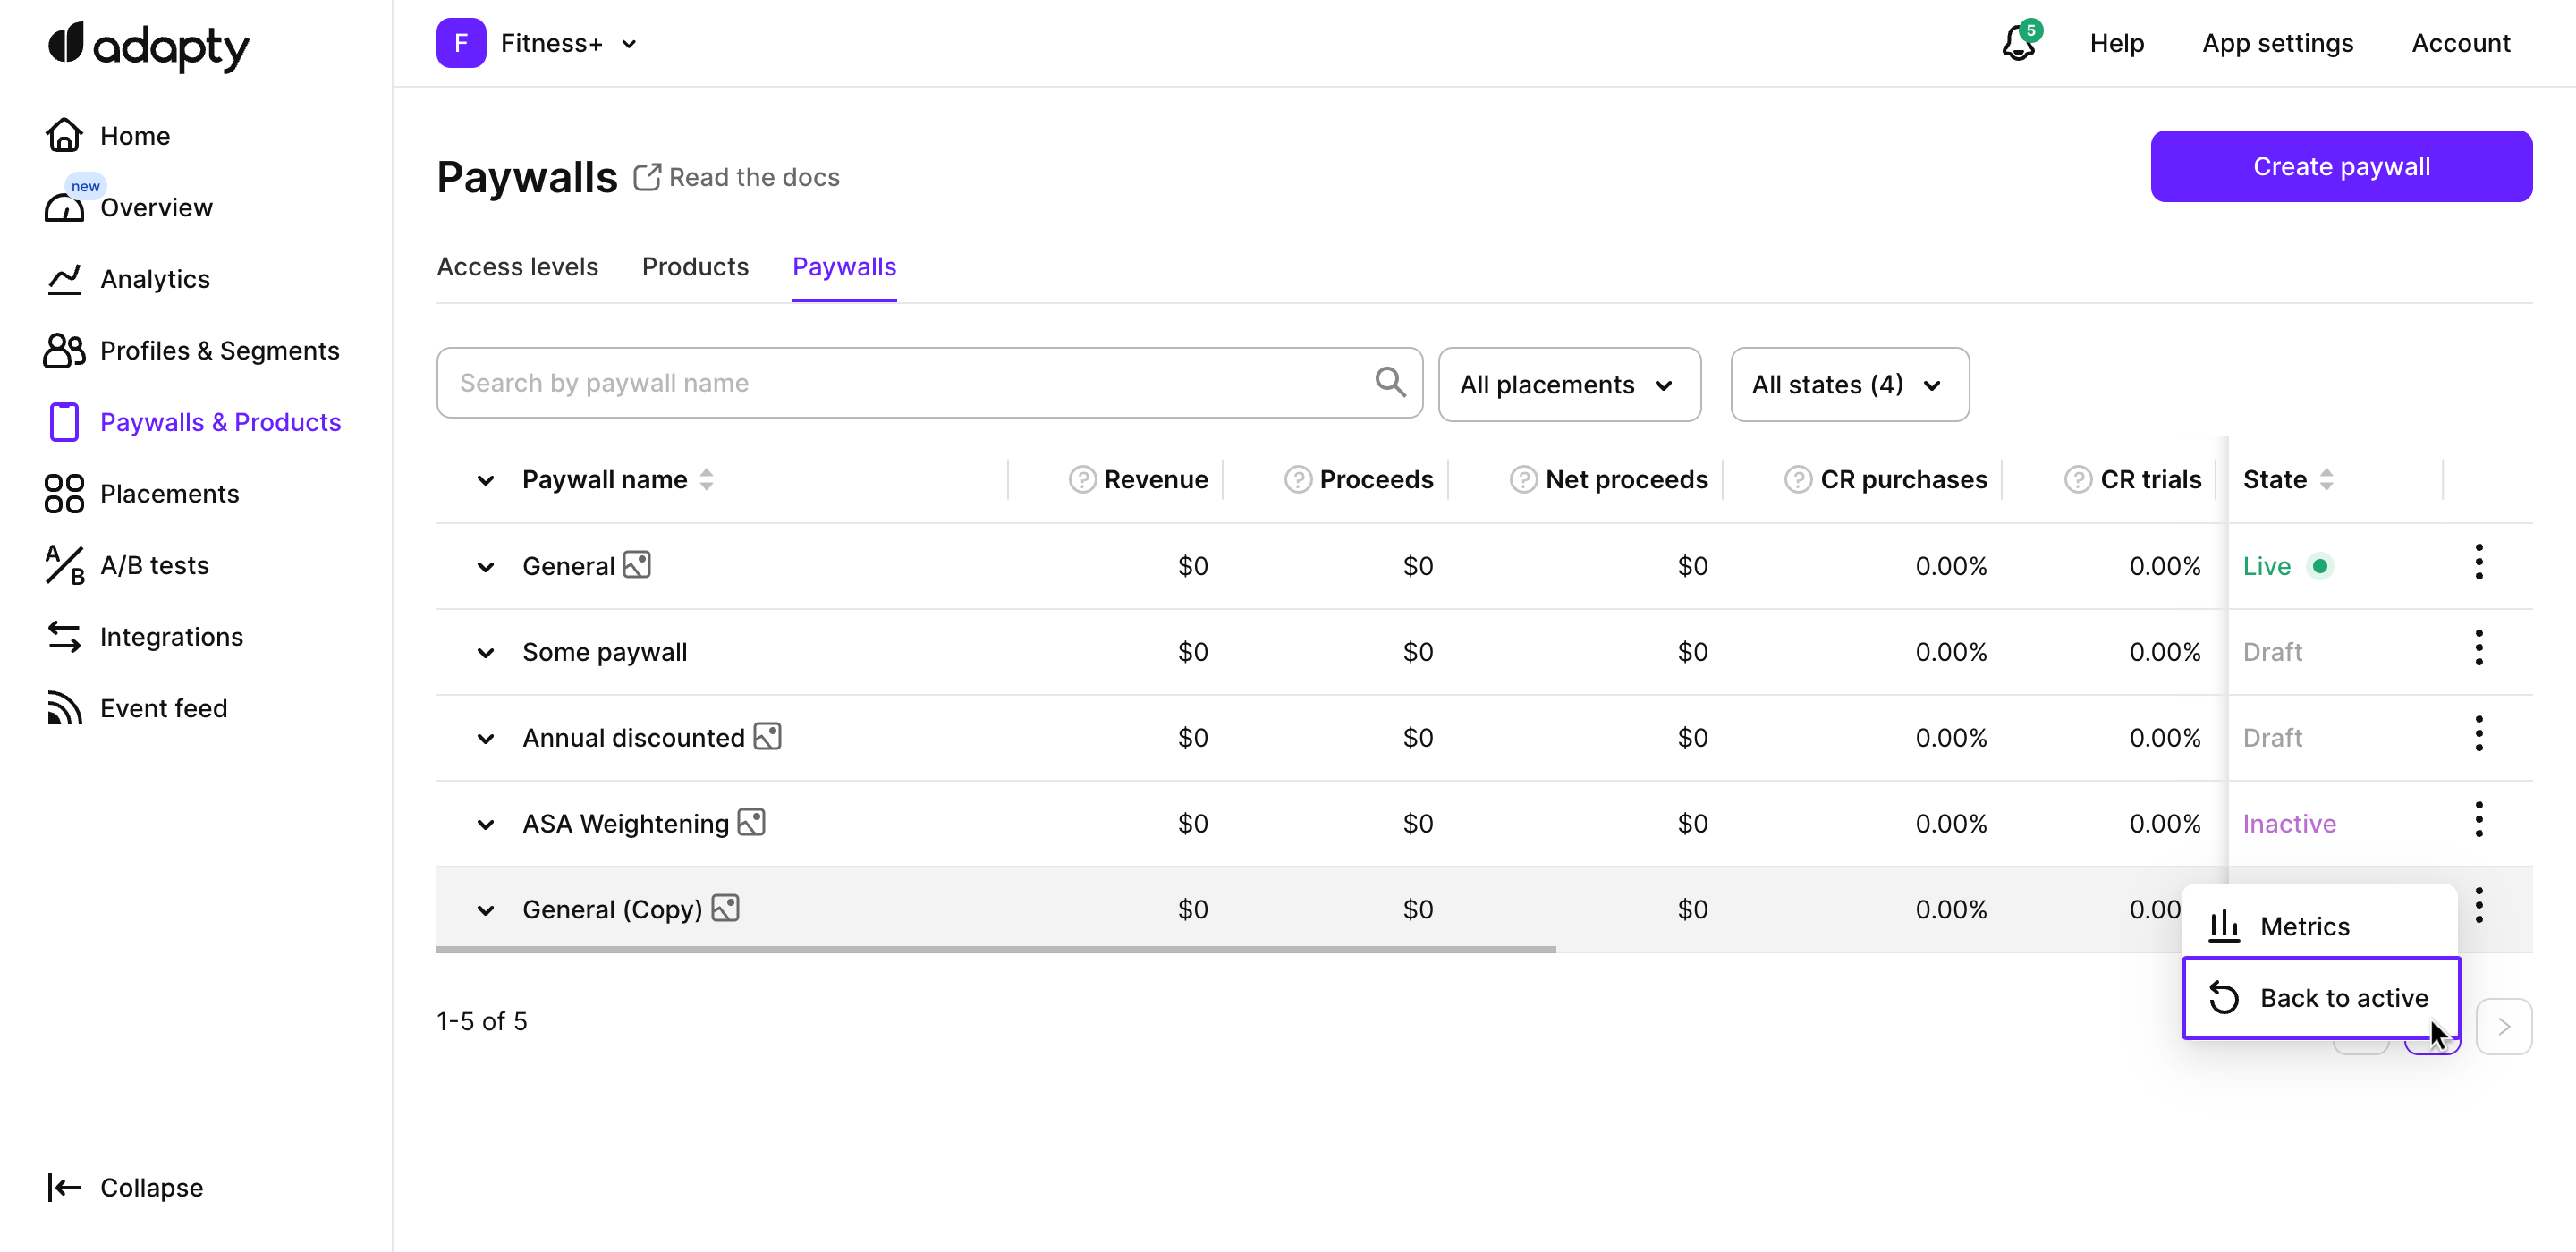 adapty
F Fitness+
5
Help
App settings
Account
Home
new
Overview
Analytics
Profiles & Segments
Paywalls & Products
Placements
A/B tests
Integrations
Event feed
Collapse
Paywalls
Read the docs
Create paywall
Access levels Products Paywalls
Search by paywall name
All placements
All states (4)
Paywall name ? Revenue ? Proceeds ? Net proceeds ? CR purchases ? CR trials State
General $0 $0 $0 0.00% 0.00% Live
Some paywall $0 $0 $0 0.00% 0.00% Draft
Annual discounted $0 $0 $0 0.00% 0.00% Draft
ASA Weightening $0 $0 $0 0.00% 0.00% Inactive
General (Copy) $0 $0 $0 0.00% 0.00
Metrics
Back to active
1-5 of 5